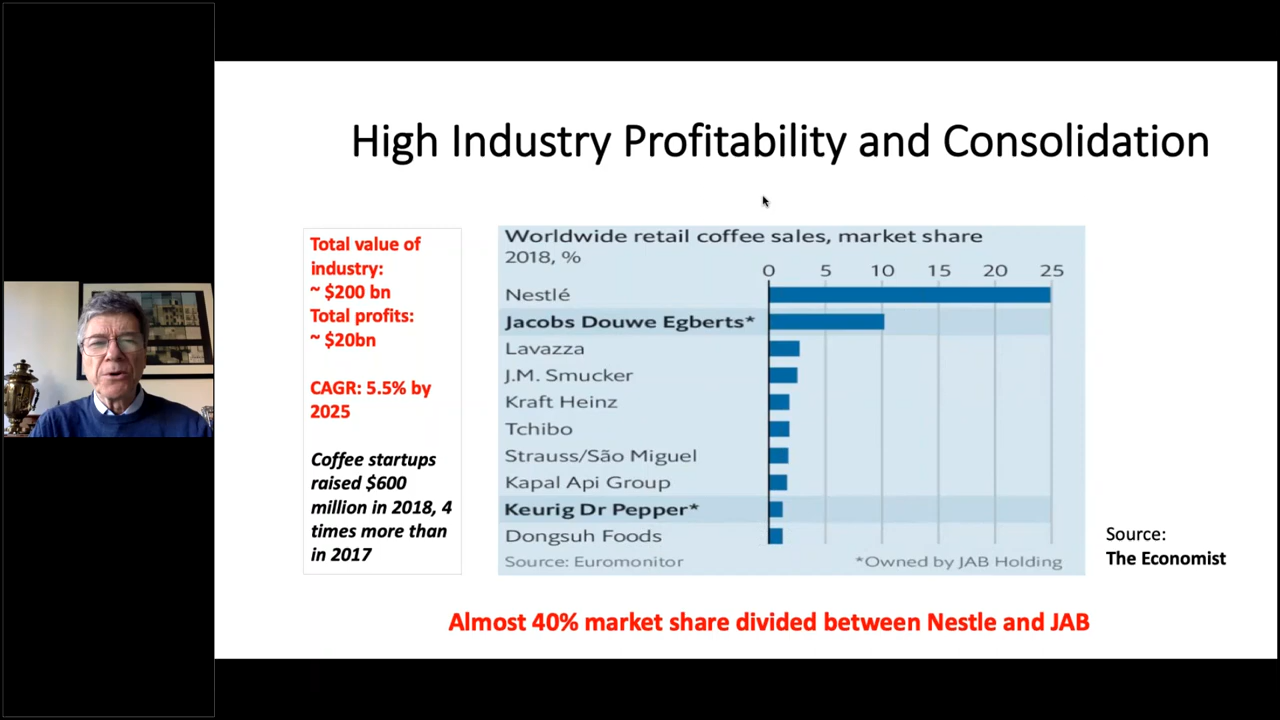 High Industry Profitability and Consolidation
Total value of
industry:
~ $200 bn
Total profits:
~ $20bn
CAGR: 5.5% by
2025
Coffee startups
raised $600
million in 2018, 4
times more than
in 2017
Worldwide retail coffee sales, market share
2018, %
0 5 10 15 20 25
Nestlé
Jacobs Douwe Egberts*
Lavazza
J.M. Smucker
Kraft Heinz
Tchibo
Strauss/São Miguel
Kapal Api Group
Keurig Dr Pepper*
Dongsuh Foods
Source: Euromonitor *Owned by JAB Holding
Source:
The Economist
Almost 40% market share divided between Nestle and JAB